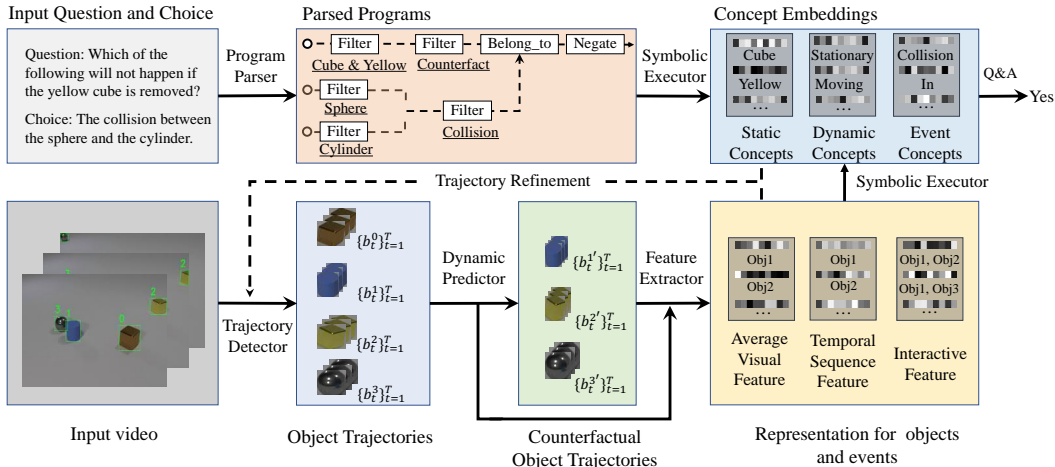 Input Question and Choice
Question: Which of the
following will not happen if
the yellow cube is removed?
Choice: The collision between
the sphere and the cylinder.
Program
Parser
Parsed Programs
Filter
Filter
Belong_to
Negate
Cube & Yellow
Counterfact
Filter
Sphere
Filter
Collision
Filter
Cylinder
Symbolic
Executor
Concept Embeddings
Cube
Yellow
...
Stationary
Moving
...
Collision
In
...
Static
Concepts
Dynamic
Concepts
Event
Concepts
Q&A
Yes
Trajectory Refinement
Symbolic Executor
2
2
3
1
0
Input video
Trajectory
Detector
{b_t^0}_{t=1}^T
{b_t^1}_{t=1}^T
{b_t^2}_{t=1}^T
{b_t^3}_{t=1}^T
Object Trajectories
Dynamic
Predictor
{b_t^{1'}}_{t=1}^T
{b_t^{2'}}_{t=1}^T
{b_t^{3'}}_{t=1}^T
Counterfactual
Object Trajectories
Feature
Extractor
Obj1
Obj2
...
Obj1
Obj2
...
Obj1, Obj2
Obj1, Obj3
...
Average
Visual
Feature
Temporal
Sequence
Feature
Interactive
Feature
Representation for objects
and events